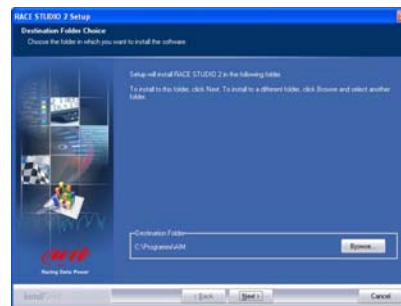 RACE STUDIO 2 Setup
Destination Folder Choice
Choose the folder in which you want to install the software
Setup will install RACE STUDIO 2 in the following folder.
To install to this folder, click Next. To install to a different folder, click Browse and select another
folder.
Destination Folder
C:\Programmi\AIM
Browse...
Racing Data Power
< Back
Next >
Cancel